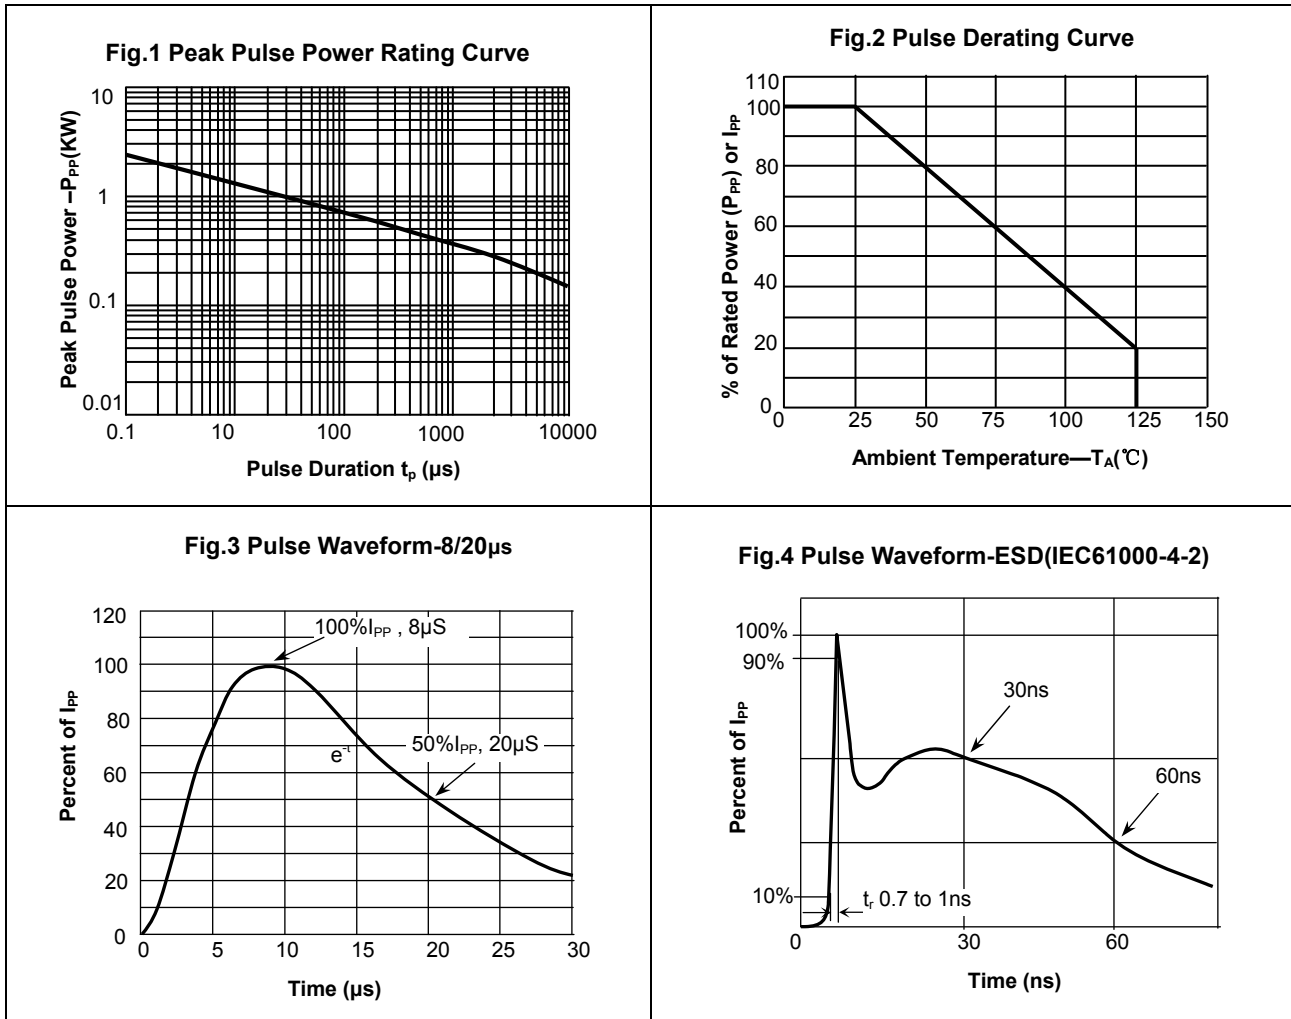 Fig.1 Peak Pulse Power Rating Curve
Peak Pulse Power –PPP(KW)
10
1
0.1
0.01
0.1
10
100
1000
10000
Pulse Duration tp (µs)
Fig.2 Pulse Derating Curve
% of Rated Power (PPP) or IPP
110
100
80
60
40
20
0
0
25
50
75
100
125
150
Ambient Temperature—TA(℃)
Fig.3 Pulse Waveform-8/20µs
Percent of IPP
120
100
80
60
40
20
0
100%IPP , 8µS
e-t
50%IPP, 20µS
0
5
10
15
20
25
30
Time (µs)
Fig.4 Pulse Waveform-ESD(IEC61000-4-2)
Percent of IPP
100%
90%
10%
30ns
60ns
tr 0.7 to 1ns
0
30
60
Time (ns)